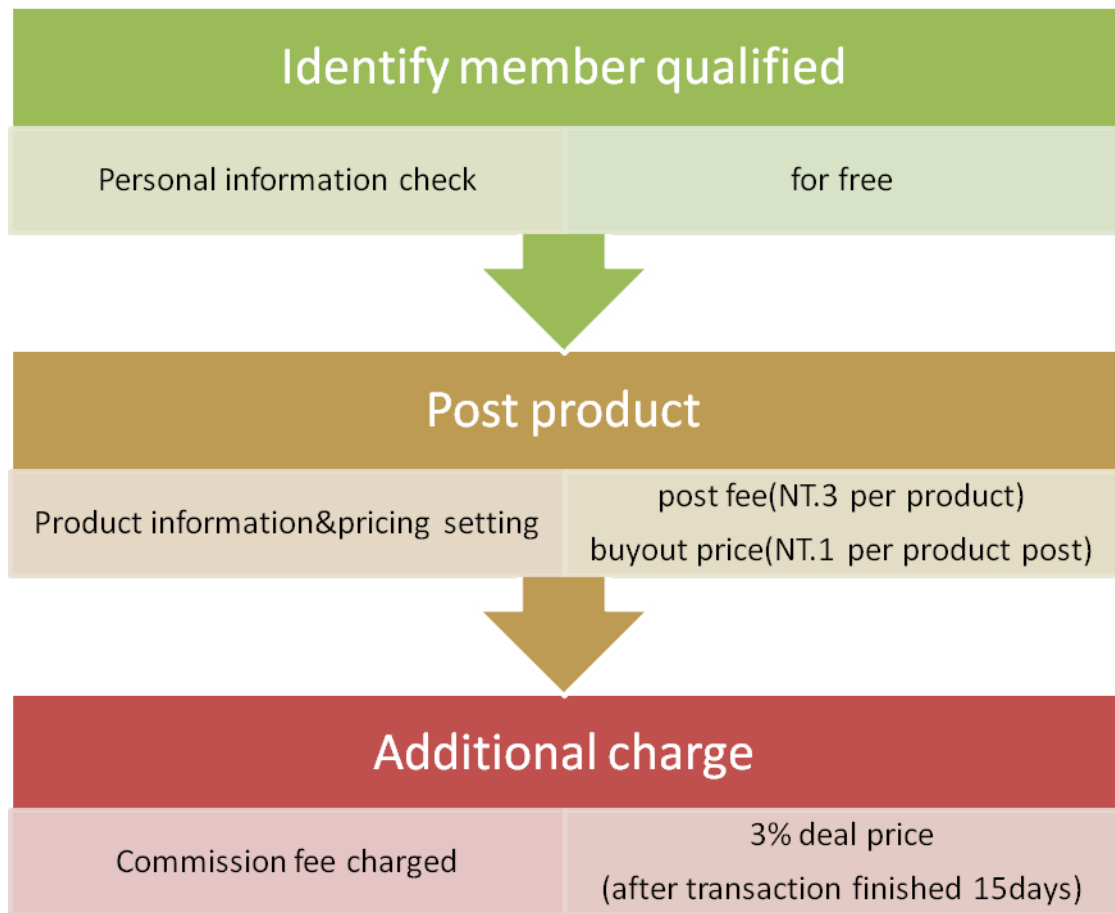 Identify member qualified
Personal information check
for free
Post product
Product information&pricing setting
post fee(NT.3 per product)
buyout price(NT.1 per product post)
Additional charge
Commission fee charged
3% deal price
(after transaction finished 15days)